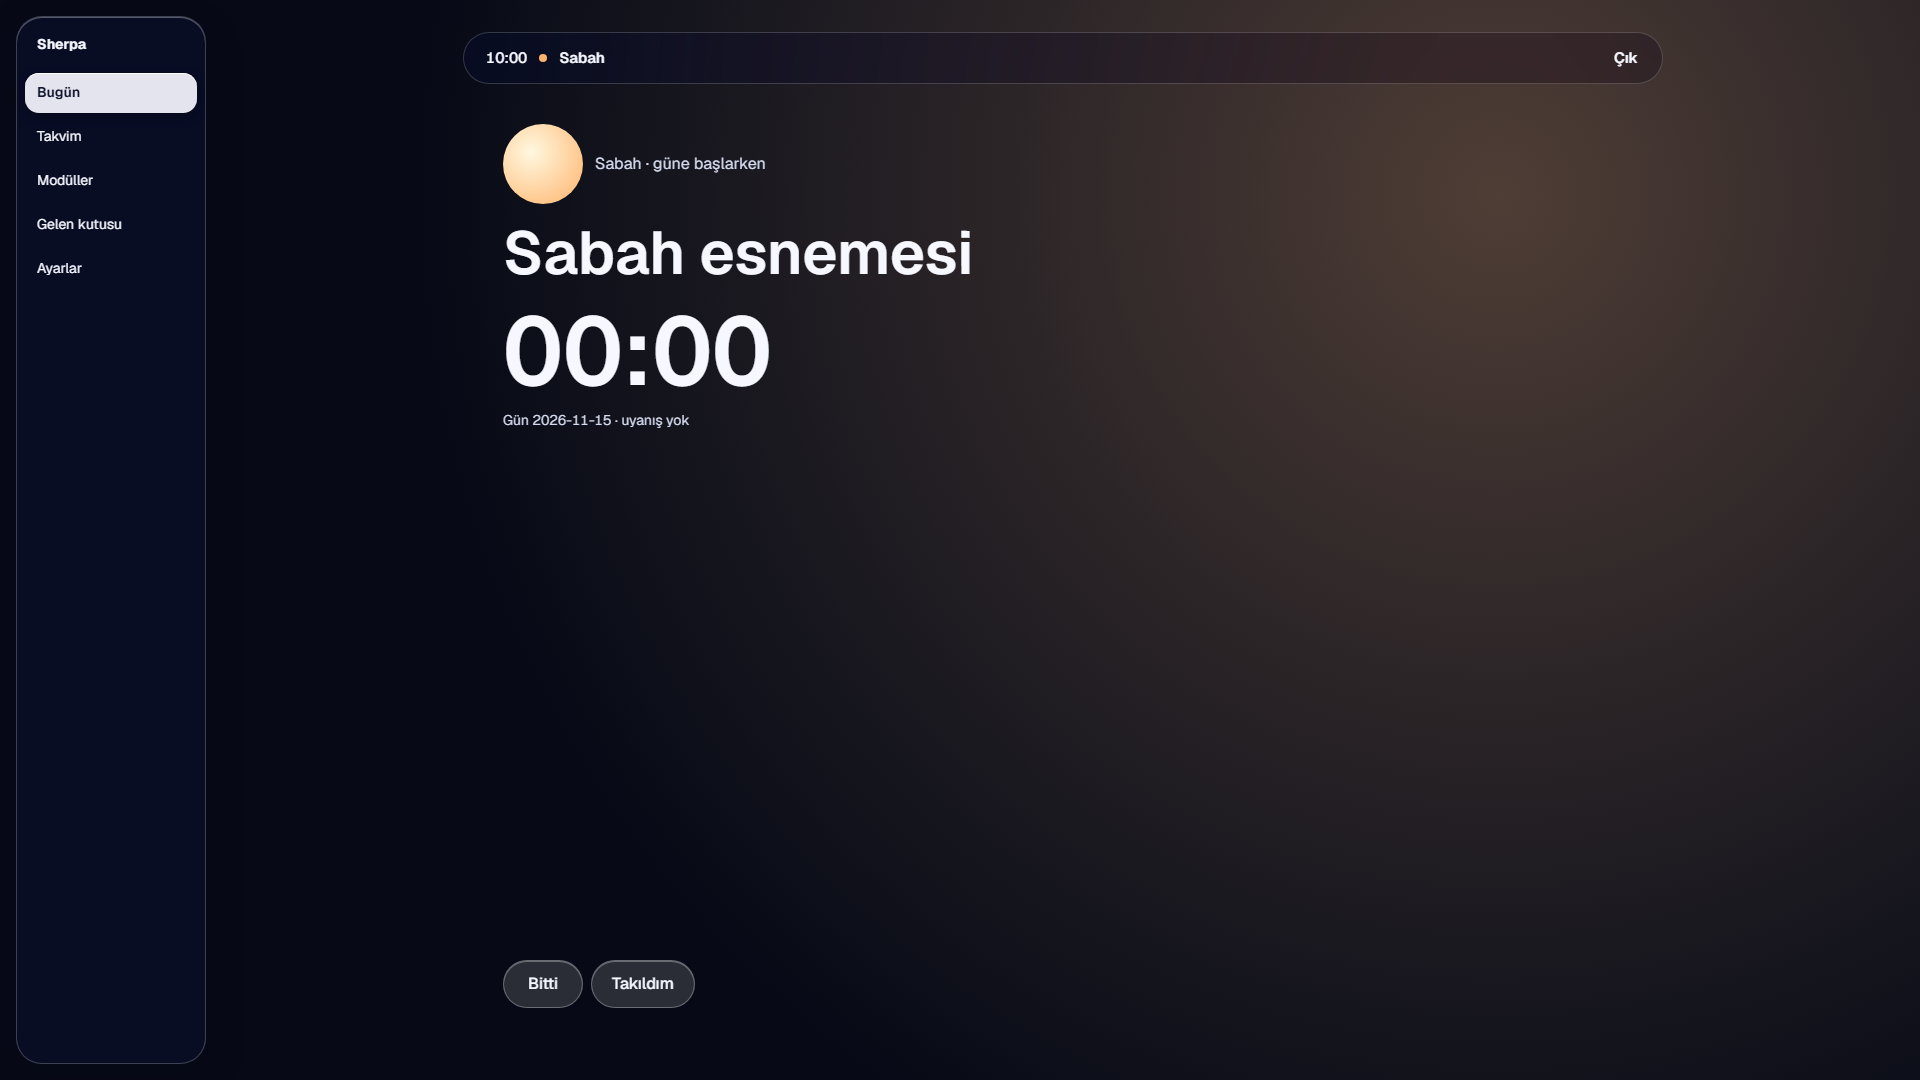 Sherpa
Bugün
Takvim
Modüller
Gelen kutusu
Ayarlar
10:00 Sabah Çık
Sabah · güne başlarken
Sabah esnemesi
00:00
Gün 2026-11-15 · uyanış yok
Bitti
Takıldım